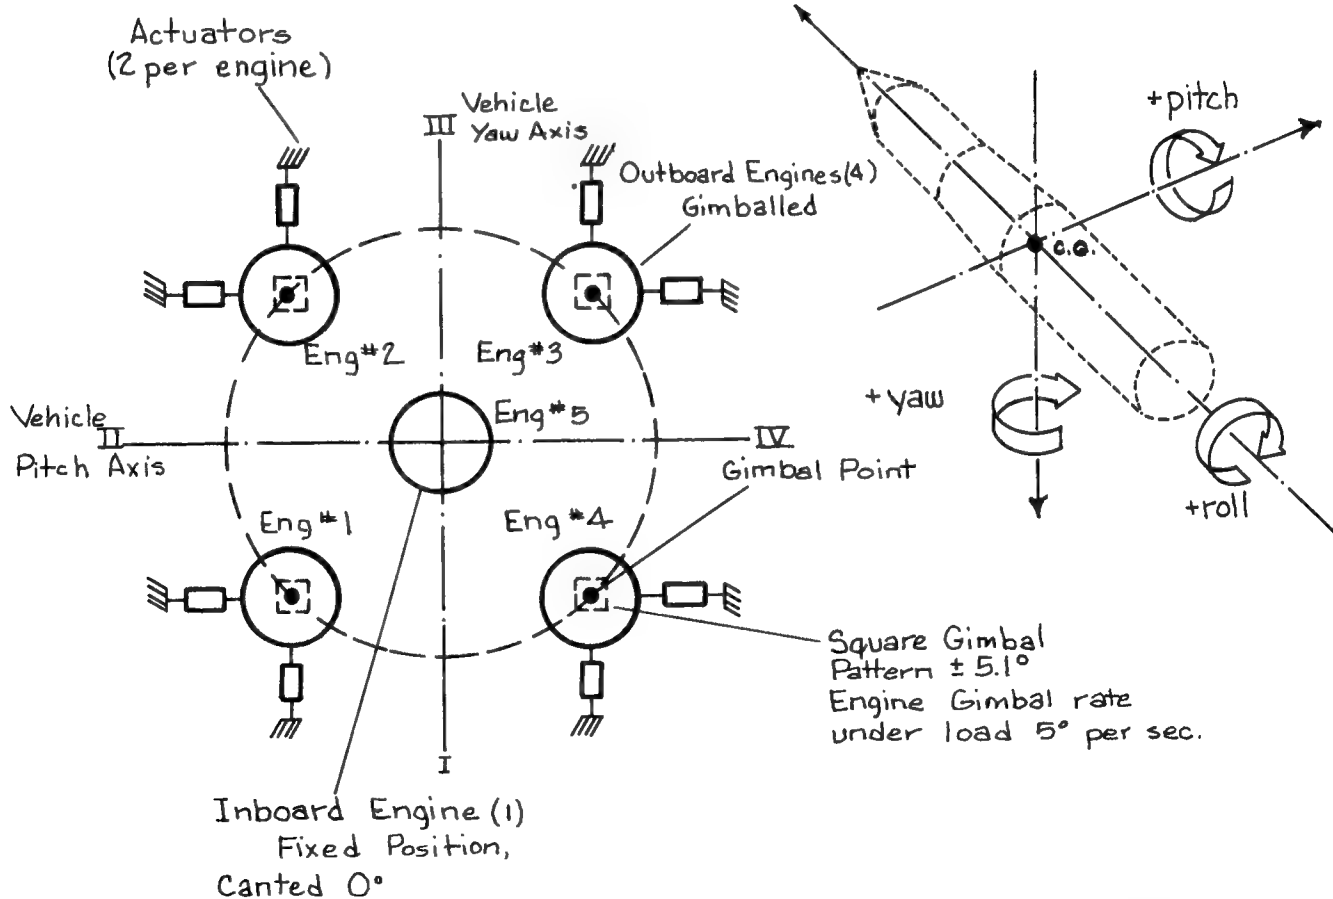 Actuators
(2 per engine)
III
Vehicle
Yaw Axis
Outboard Engines(4)
Gimballed
Eng#2
Eng#3
Eng#5
Vehicle
II
Pitch Axis
IV
Gimbal Point
Eng#1
Eng#4
I
Square Gimbal
Pattern ± 5.1°
Engine Gimbal rate
under load 5° per sec.
Inboard Engine (1)
Fixed Position,
Canted 0°
+pitch
c.g.
+yaw
+roll